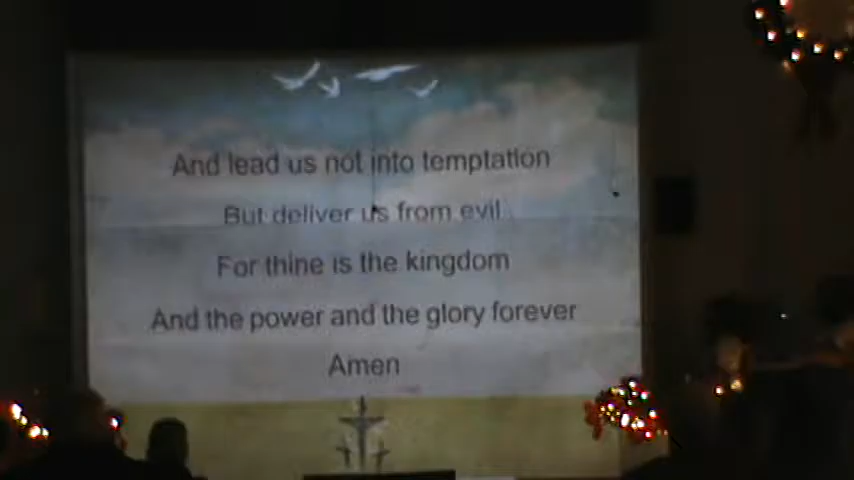 And lead us not into temptation
But deliver us from evil
For thine is the kingdom
And the power and the glory forever
Amen